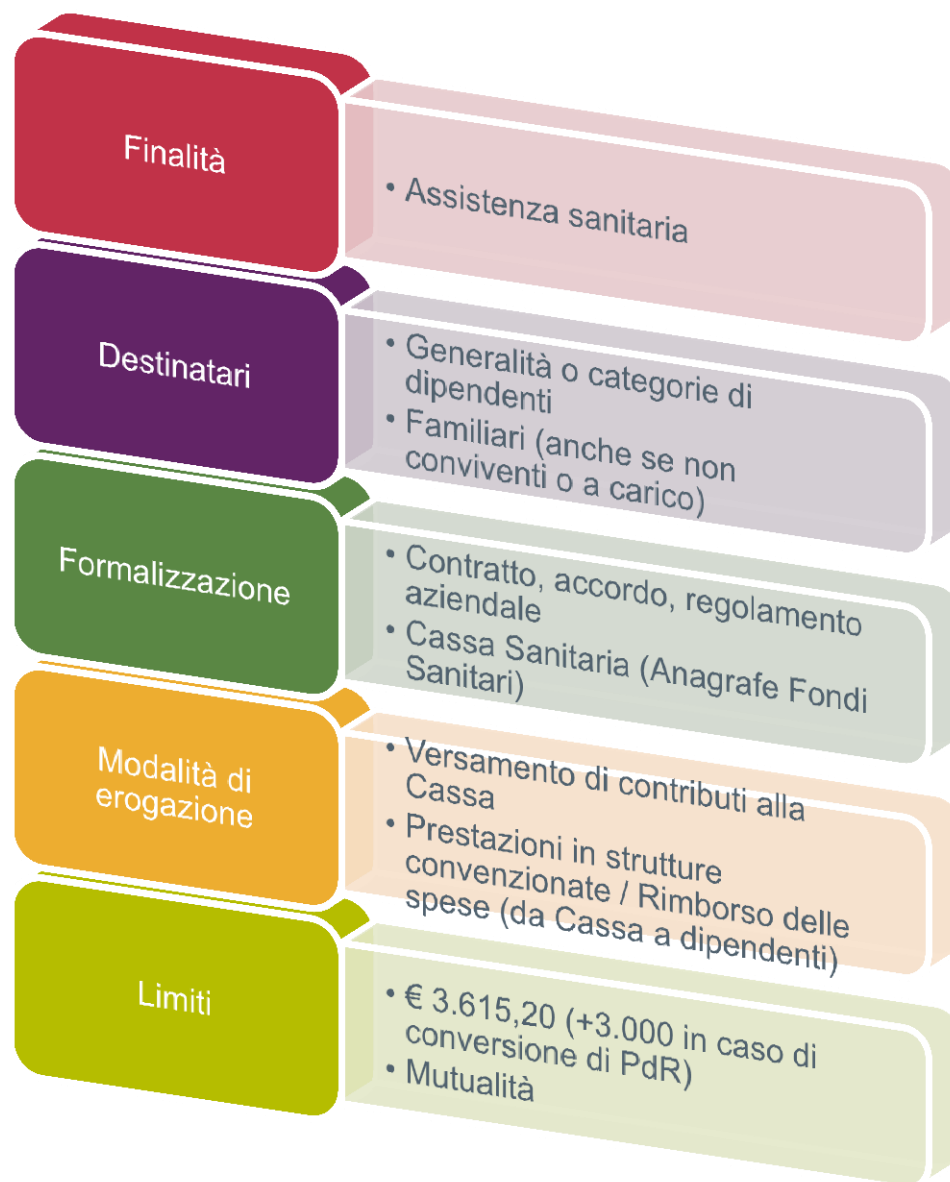 Finalità
• Assistenza sanitaria
Destinatari
• Generalità o categorie di
dipendenti
• Familiari (anche se non
conviventi o a carico)
Formalizzazione
• Contratto, accordo, regolamento
aziendale
• Cassa Sanitaria (Anagrafe Fondi
Sanitari)
Modalità di
erogazione
• Versamento di contributi alla
Cassa
• Prestazioni in strutture
convenzionate / Rimborso delle
spese (da Cassa a dipendenti)
Limiti
• € 3.615,20 (+3.000 in caso di
conversione di PdR)
• Mutualità